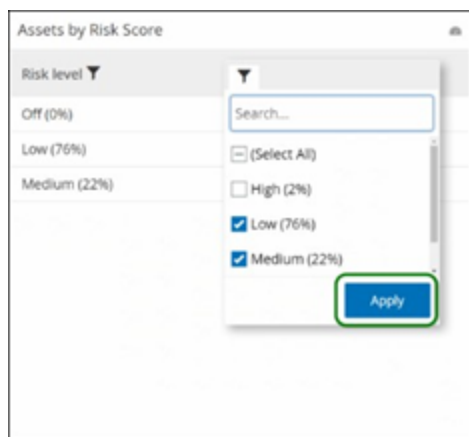 Assets by Risk Score
Risk level
Off (0%)
Low (76%)
Medium (22%)
Search...
(Select All)
High (2%)
Low (76%)
Medium (22%)
Apply